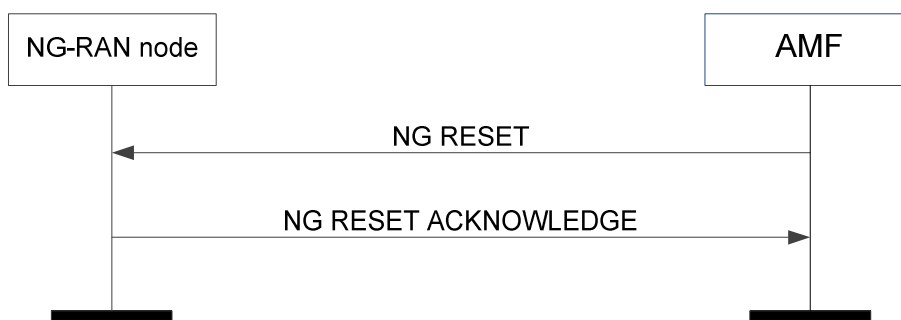 NG-RAN node
AMF
NG RESET
NG RESET ACKNOWLEDGE